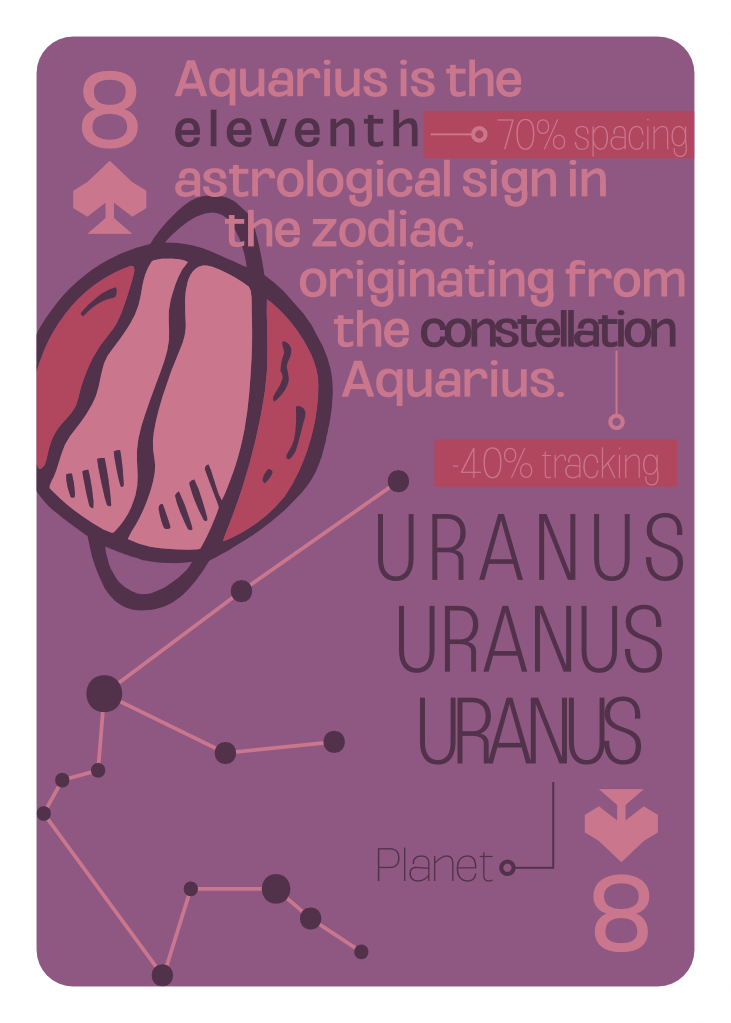 8
Aquarius is the
eleventh 70% spacing
astrological sign in
the zodiac,
originating from
the constellation
Aquarius.
-40% tracking
URANUS
URANUS
URANUS
Planet
8